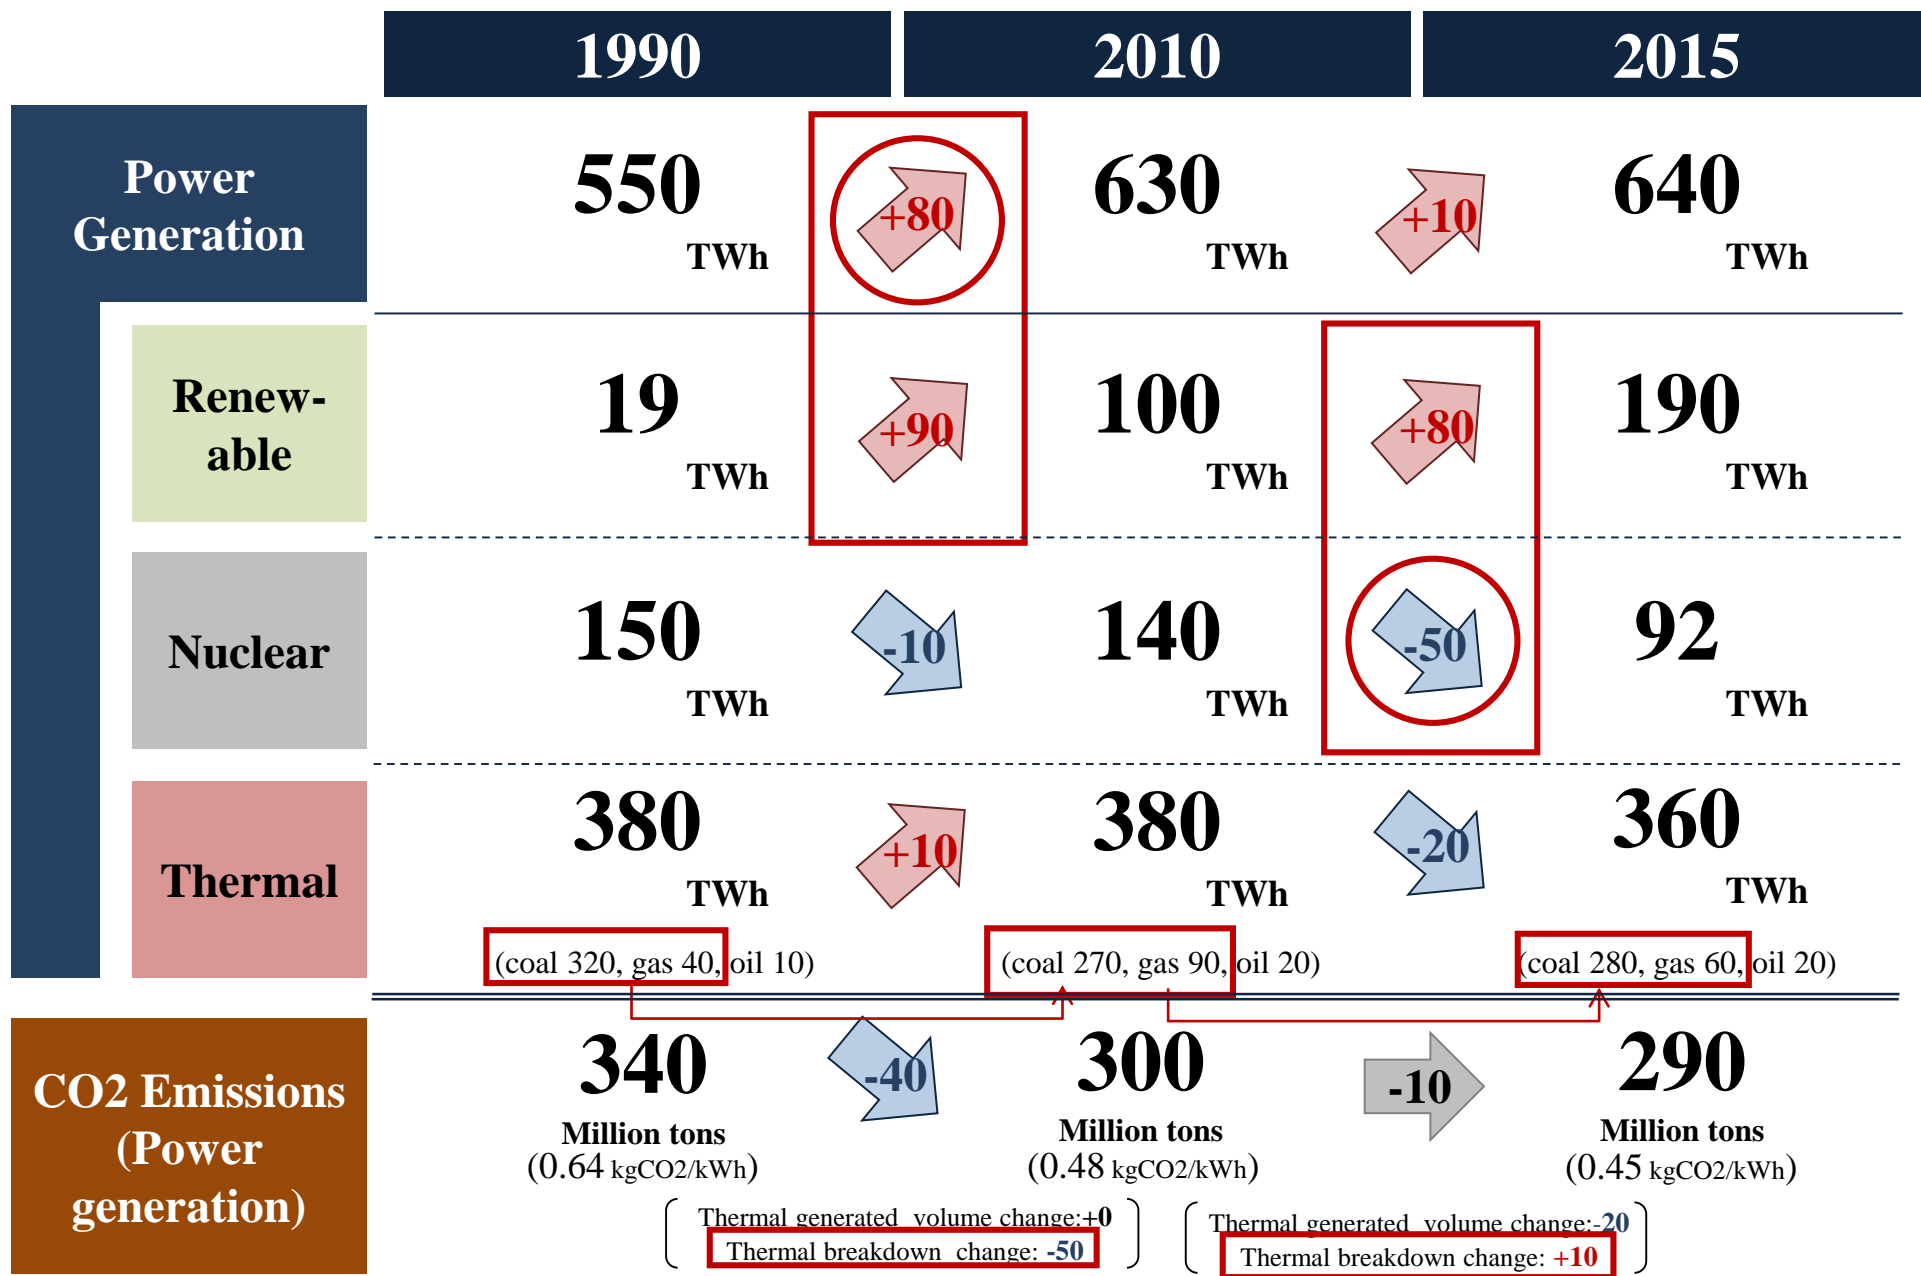 1990
2010
2015
Power
Generation
550
TWh
+80
630
TWh
+10
640
TWh
Renew-
able
19
TWh
+90
100
TWh
+80
190
TWh
Nuclear
150
TWh
-10
140
TWh
-50
92
TWh
Thermal
380
TWh
+10
380
TWh
-20
360
TWh
(coal 320, gas 40, oil 10)
(coal 270, gas 90, oil 20)
(coal 280, gas 60, oil 20)
CO2 Emissions
(Power
generation)
340
Million tons
(0.64 kgCO2/kWh)
-40
300
Million tons
(0.48 kgCO2/kWh)
-10
290
Million tons
(0.45 kgCO2/kWh)
Thermal generated volume change:+0
Thermal breakdown change: -50
Thermal generated volume change:-20
Thermal breakdown change: +10